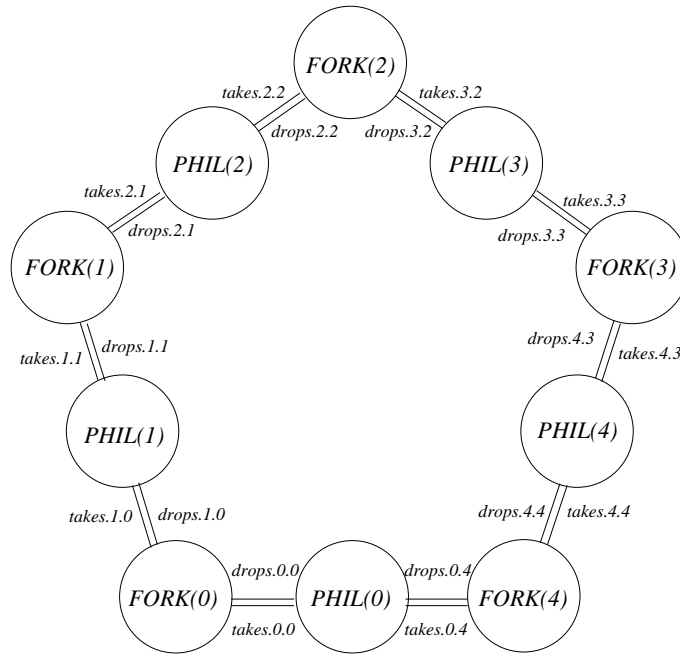 FORK(2)
takes.2.2
takes.3.2
drops.2.2
drops.3.2
PHIL(2)
PHIL(3)
takes.2.1
takes.3.3
drops.2.1
drops.3.3
FORK(1)
FORK(3)
drops.1.1
drops.4.3
takes.1.1
takes.4.3
PHIL(1)
PHIL(4)
takes.1.0
drops.1.0
drops.4.4
takes.4.4
drops.0.0
drops.0.4
FORK(0)
PHIL(0)
FORK(4)
takes.0.0
takes.0.4